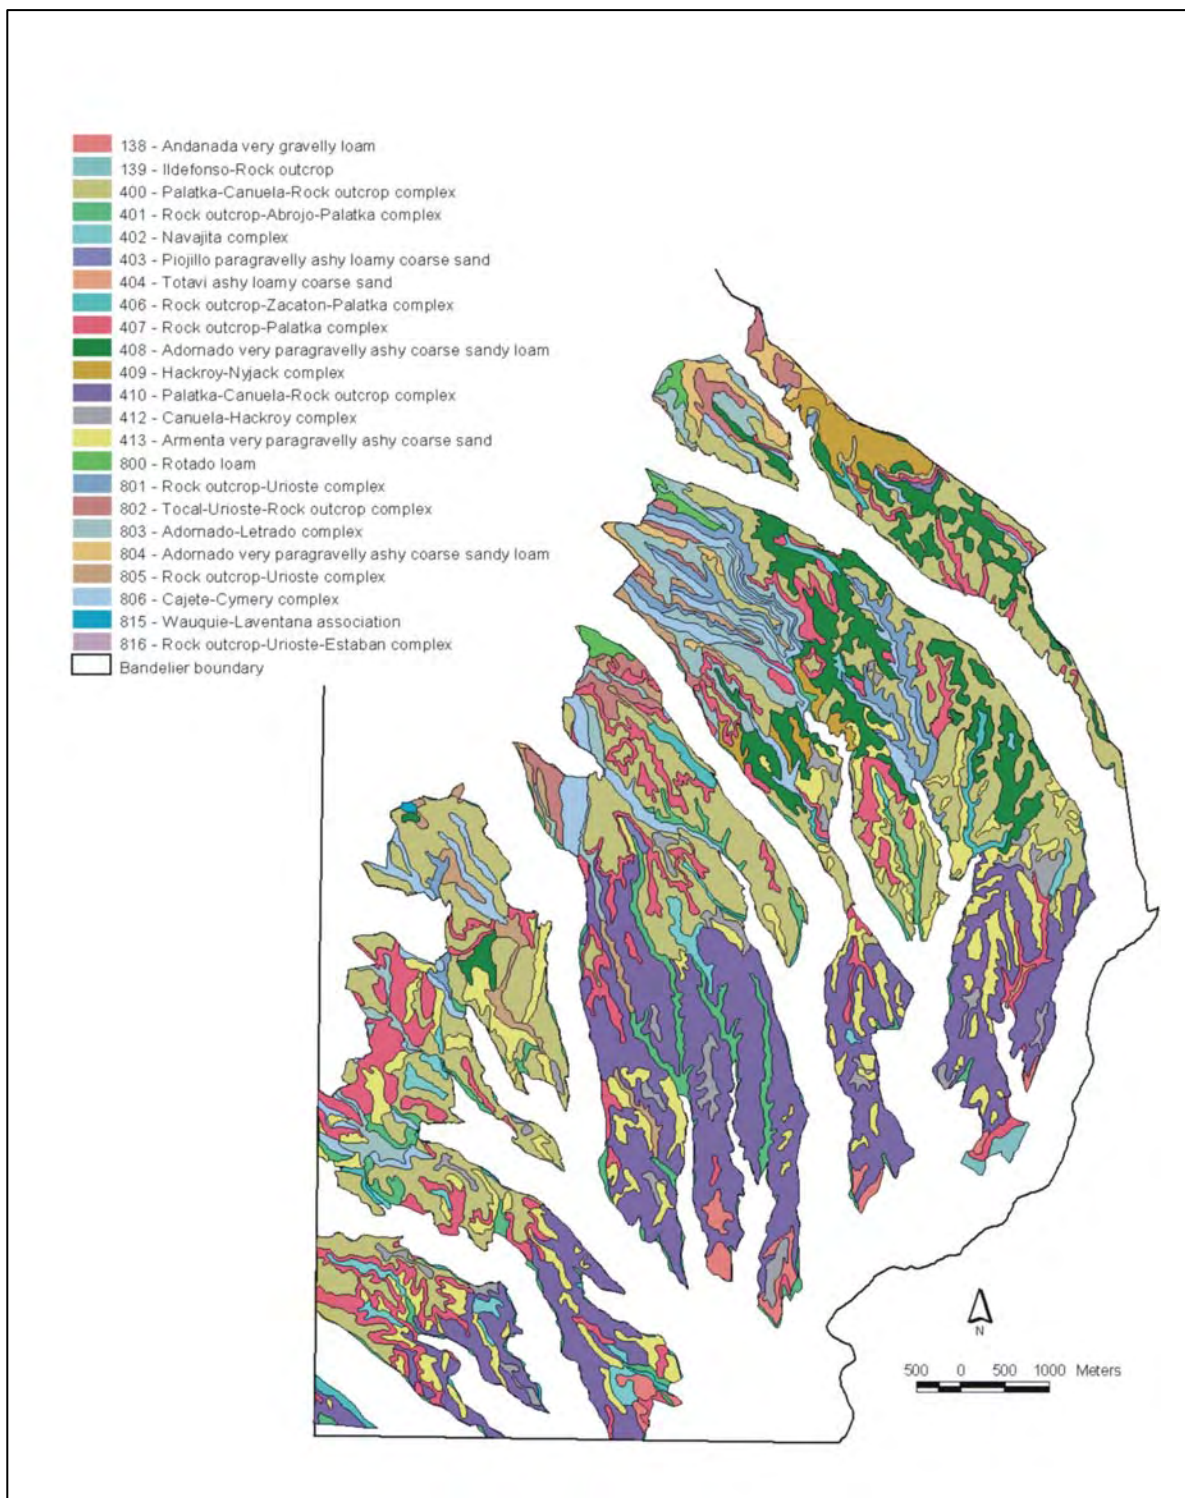 138 - Andanada very gravelly loam
139 - Ildefonso-Rock outcrop
400 - Palatka-Canuela-Rock outcrop complex
401 - Rock outcrop-Abrojo-Palatka complex
402 - Navajita complex
403 - Piojillo paragravelly ashy loamy coarse sand
404 - Totavi ashy loamy coarse sand
406 - Rock outcrop-Zacaton-Palatka complex
407 - Rock outcrop-Palatka complex
408 - Adornado very paragravelly ashy coarse sandy loam
409 - Hackroy-Nyjack complex
410 - Palatka-Canuela-Rock outcrop complex
412 - Canuela-Hackroy complex
413 - Armenta very paragravelly ashy coarse sand
800 - Rotado loam
801 - Rock outcrop-Urioste complex
802 - Tocal-Urioste-Rock outcrop complex
803 - Adornado-Letrado complex
804 - Adornado very paragravelly ashy coarse sandy loam
805 - Rock outcrop-Urioste complex
806 - Cajete-Cymery complex
815 - Wauquie-Laventana association
816 - Rock outcrop-Urioste-Estaban complex
Bandelier boundary
N
500 0 500 1000 Meters